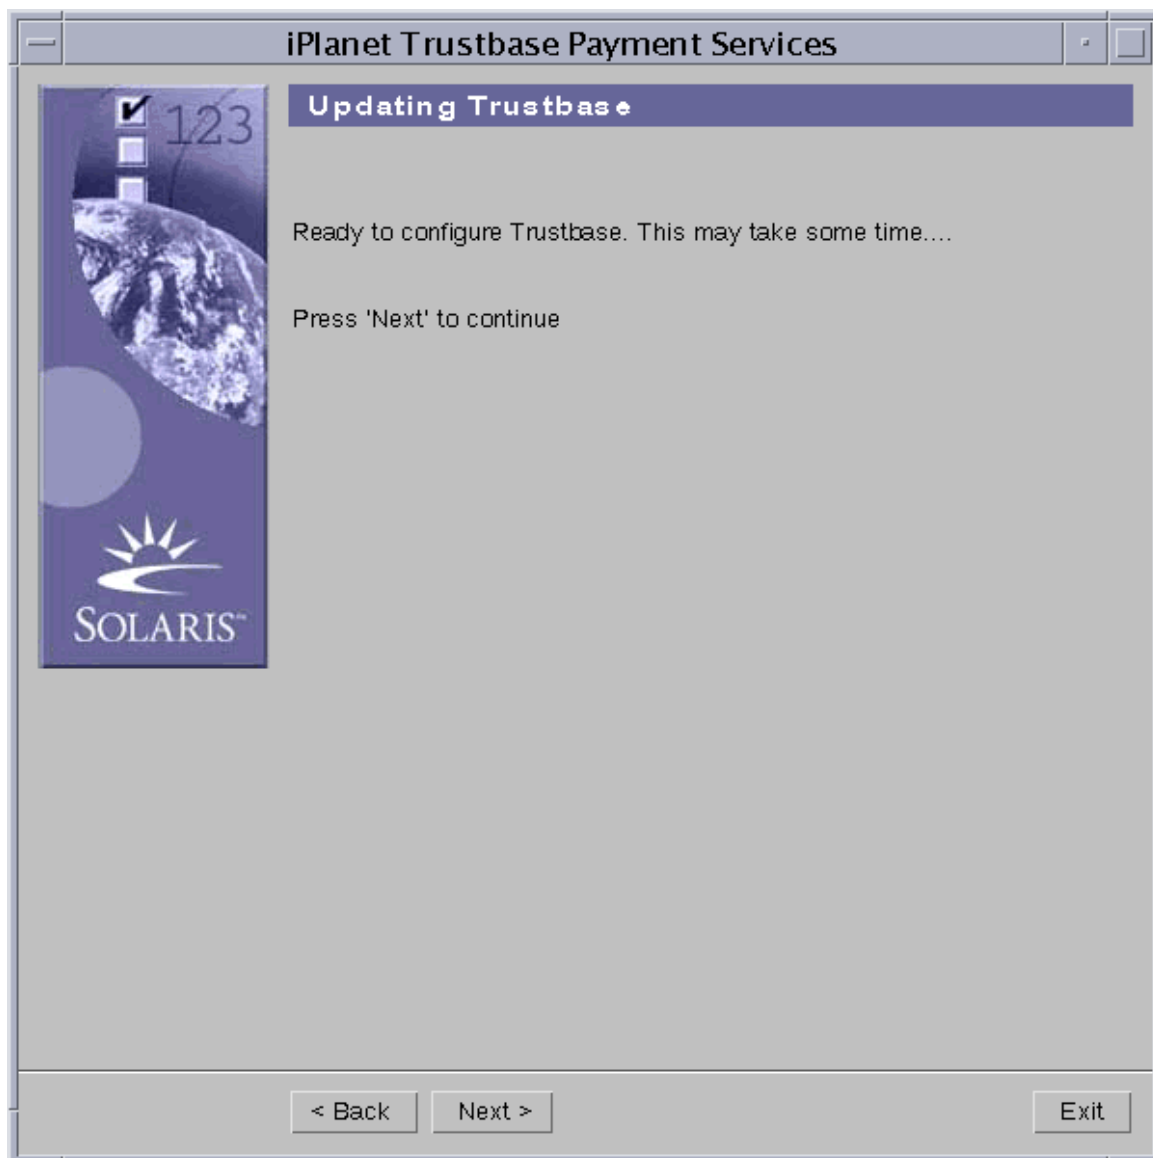 iPlanet Trustbase Payment Services
123
Updating Trustbase
Ready to configure Trustbase. This may take some time....
Press 'Next' to continue
SOLARIS™
< Back
Next >
Exit